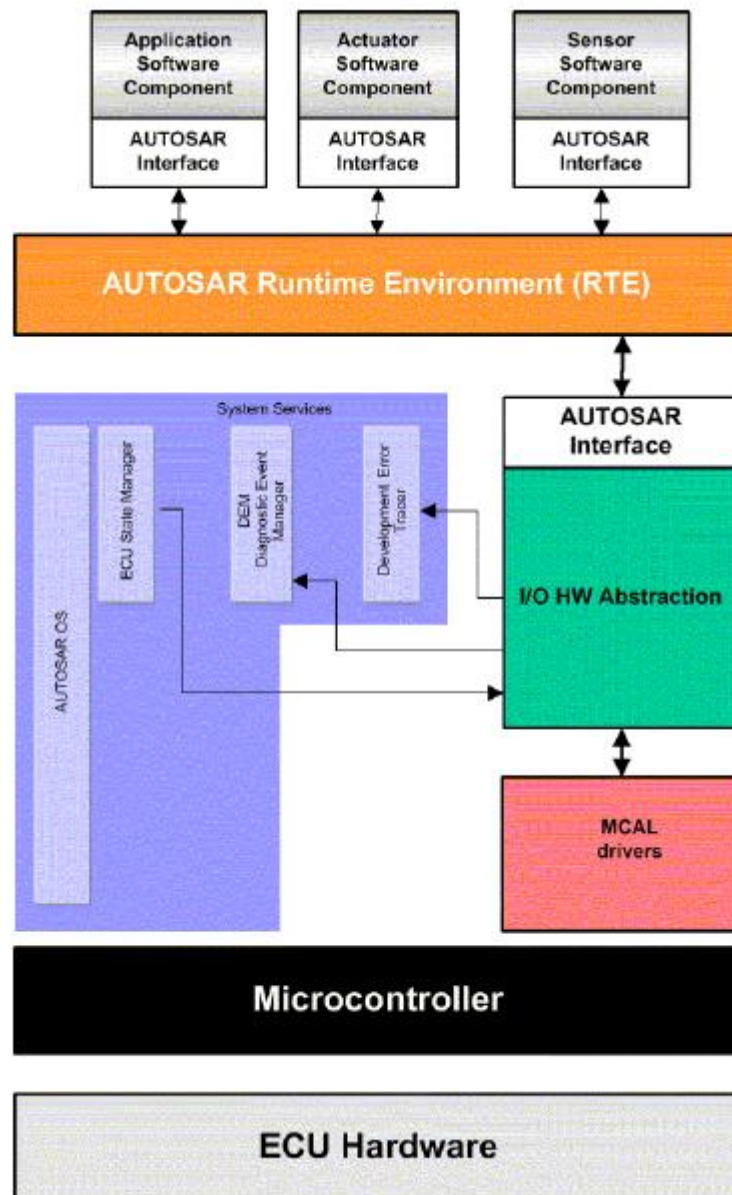 Application
Software
Component
AUTOSAR
Interface
Actuator
Software
Component
AUTOSAR
Interface
Sensor
Software
Component
AUTOSAR
Interface
AUTOSAR Runtime Environment (RTE)
System Services
AUTOSAR OS
ECU State Manager
DEM
Diagnostic Event
Manager
Development Error
Tracer
AUTOSAR
Interface
I/O HW Abstraction
MCAL
drivers
Microcontroller
ECU Hardware